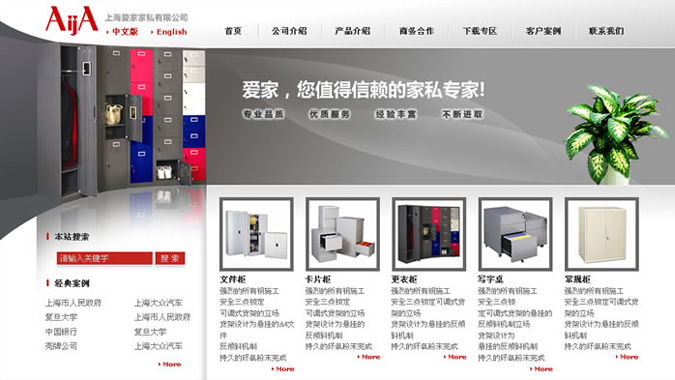 AijA 上海爱家家私有限公司
中文版 English
首页 公司介绍 产品介绍 商务合作 下载专区 客户案例 联系我们
爱家，您值得信赖的家私专家!
专业品质 优质服务 经验丰富 不断进取
本站搜索
请输入关键字 搜 索
经典案例
上海市人民政府 上海大众汽车
复旦大学 上海市人民政府
中国银行 复旦大学
壳牌公司 上海大众汽车
More
文件柜
强烈的所有钢施工
安全三点锁定
可调式货架的立场
货架设计为悬挂的A4文
件
反倾斜机制
持久的环氧粉末完成
More
卡片柜
强烈的所有钢施工
安全三点锁定
可调式货架的立场
货架设计为悬挂的反倾
斜机制
持久的环氧粉末完成
More
更衣柜
强烈的所有钢施工
安全三点锁定可调式货
架的立场
货架设计为悬挂的反倾
斜机制立场
持久的环氧粉末完成
More
写字桌
强烈的所有钢施工
安全三点锁
定可调式货架的悬挂的
反倾斜机制立场
货架设计为
悬挂的反倾斜机制
持久的环氧粉末完成
More
常规柜
强烈的所有钢施工
安全三点锁定可调式货
架的立场
货架设计为悬挂的反倾
斜机制
持久的环氧粉末完成
More